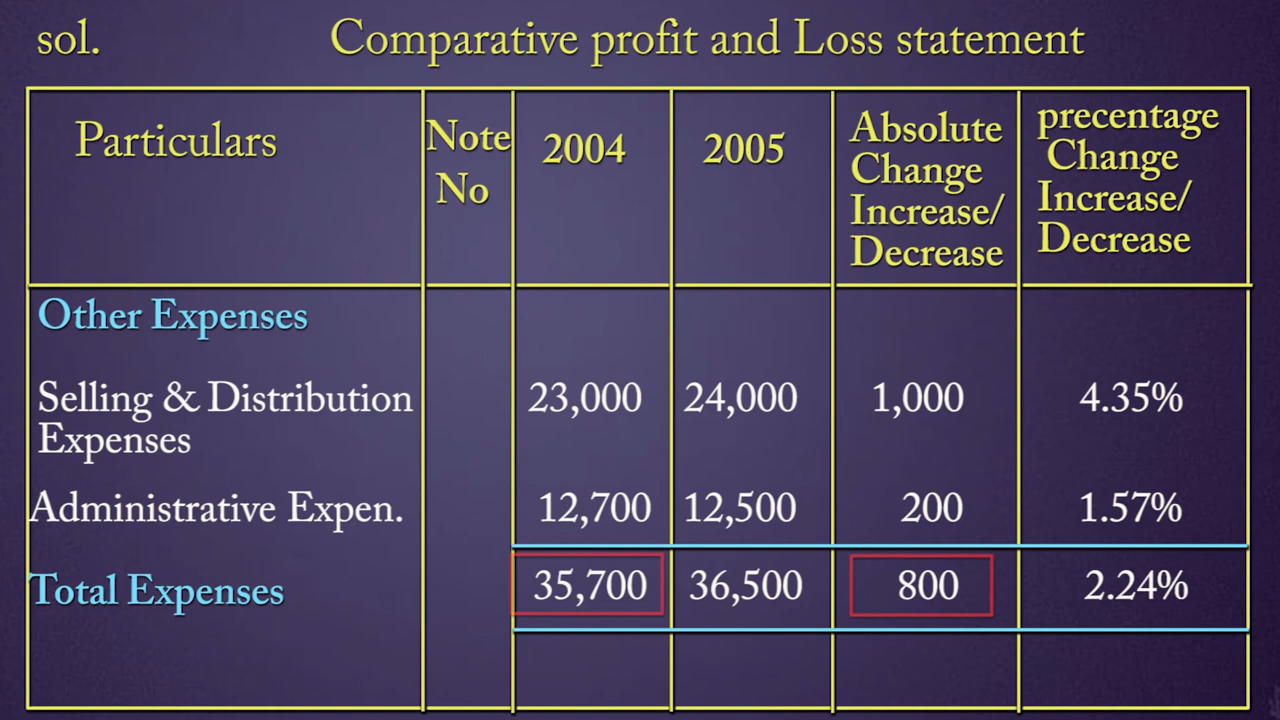 sol. Comparative profit and Loss statement
Particulars Note No 2004 2005 Absolute Change Increase/ Decrease precentage Change Increase/ Decrease
Other Expenses
Selling & Distribution Expenses 23,000 24,000 1,000 4.35%
Administrative Expen. 12,700 12,500 200 1.57%
Total Expenses 35,700 36,500 800 2.24%